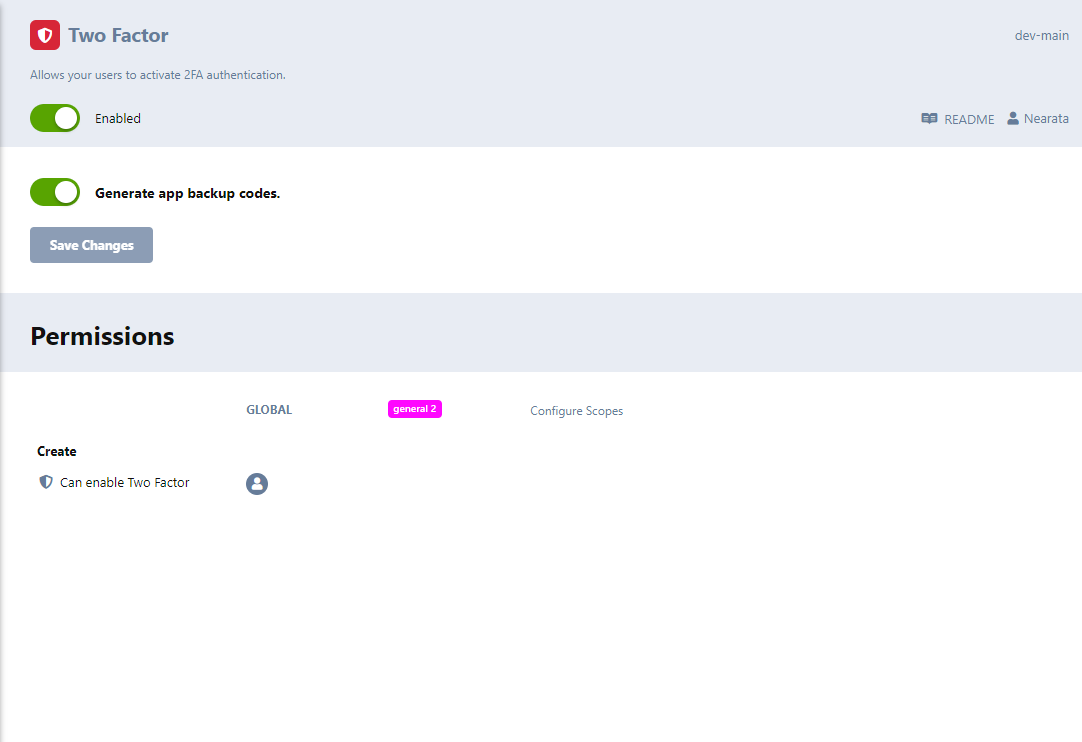 Two Factor
dev-main
Allows your users to activate 2FA authentication.
Enabled
README
Nearata
Generate app backup codes.
Save Changes
Permissions
GLOBAL
general 2
Configure Scopes
Create
Can enable Two Factor